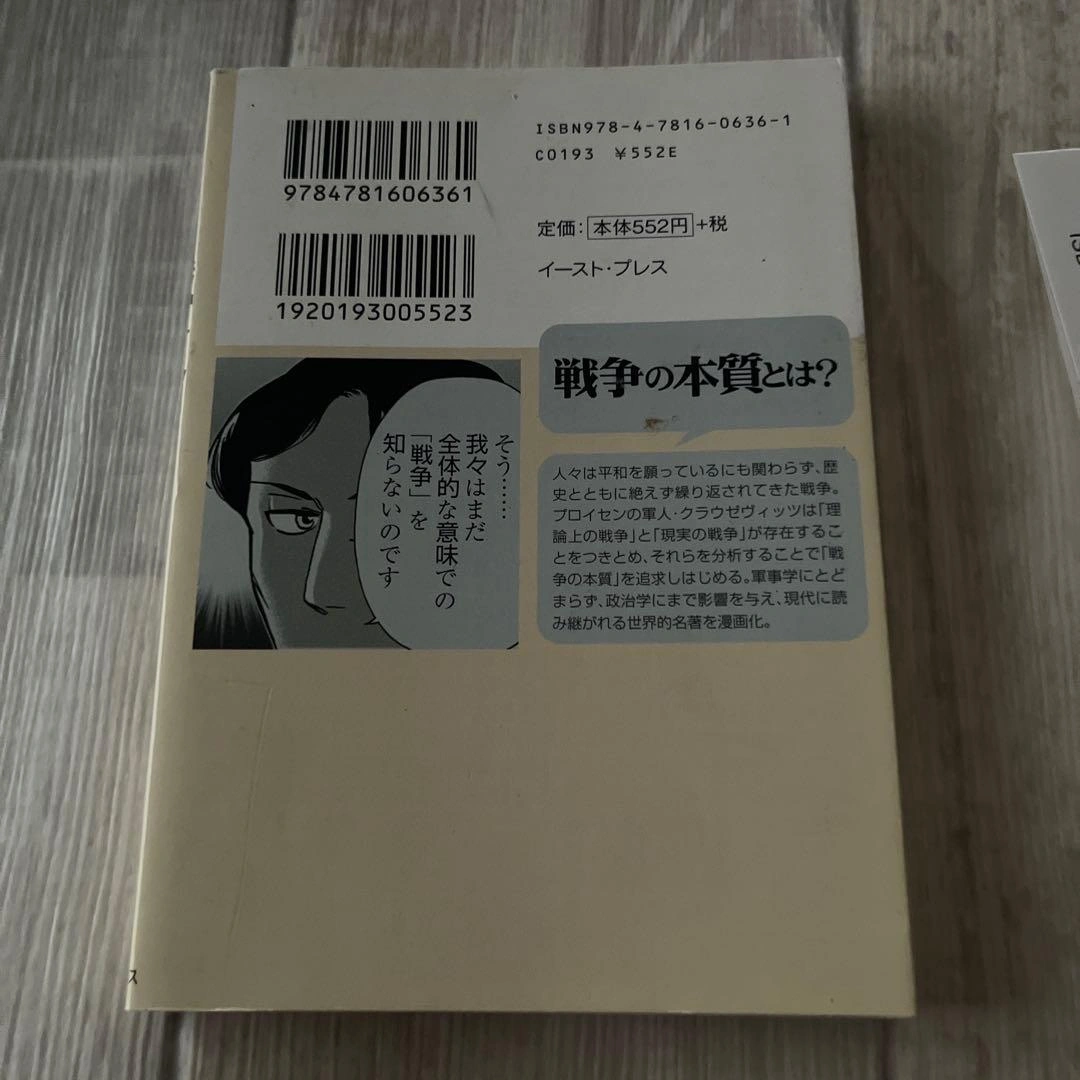 ISBN978-4-7816-0636-1
C0193 ¥552E
9784781606361
定価：本体552円+税
イースト・プレス
1920193005523
戦争の本質とは？
そう……
我々はまだ
全体的な意味での
「戦争」を
知らないのです
人々は平和を願っているにも関わらず、歴
史とともに絶えず繰り返されてきた戦争。
プロイセンの軍人・クラウゼヴィッツは「理
論上の戦争」と「現実の戦争」が存在するこ
とをつきとめ、それらを分析することで「戦
争の本質」を追求しはじめる。軍事学にとど
まらず、政治学にまで影響を与え、現代に読
み継がれる世界的名著を漫画化。
ス